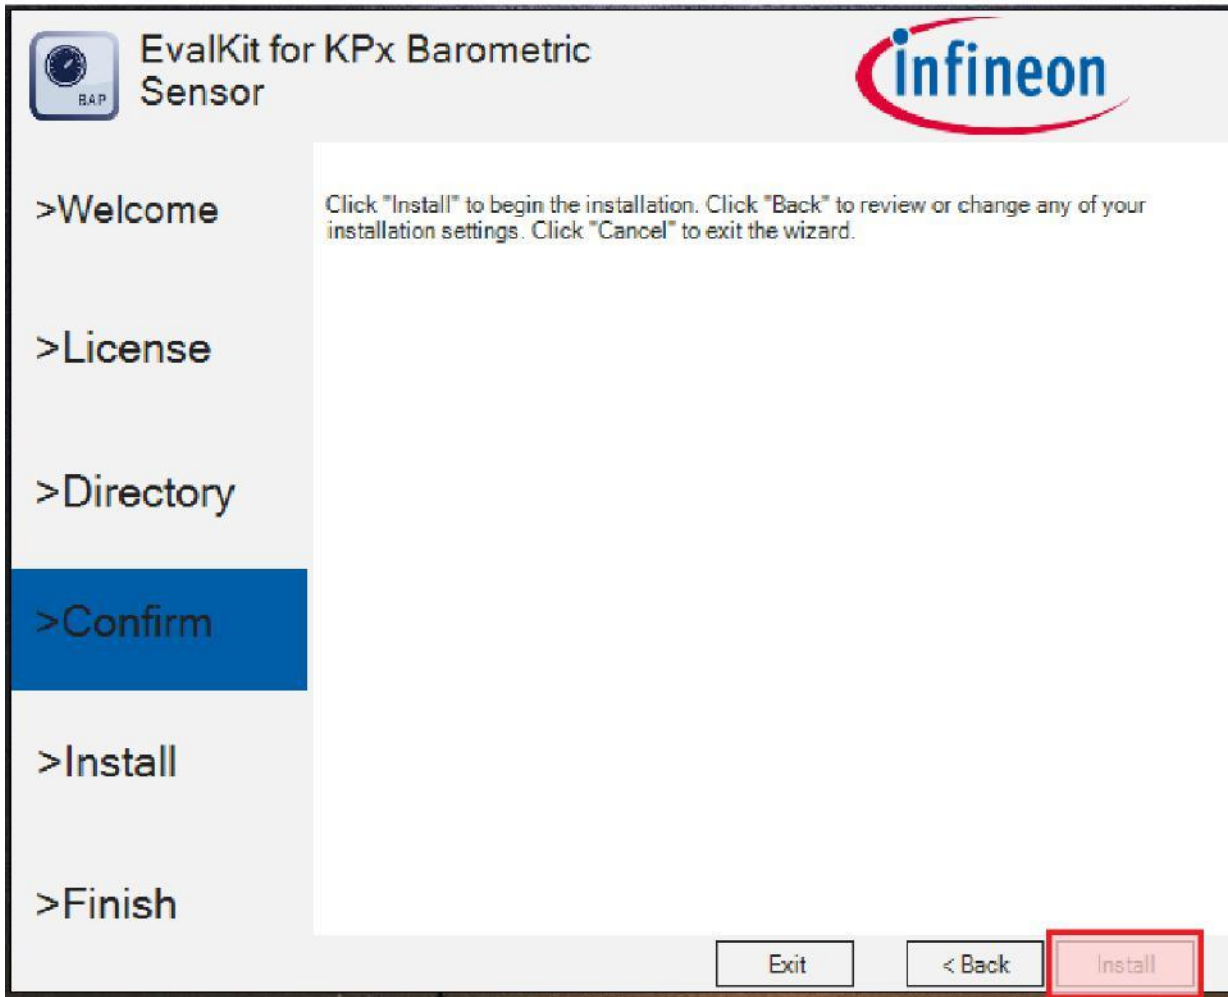 EvalKit for KPx Barometric
Sensor
BAP
infineon
>Welcome
Click "Install" to begin the installation. Click "Back" to review or change any of your
installation settings. Click "Cancel" to exit the wizard.
>License
>Directory
>Confirm
>Install
>Finish
Exit
< Back
Install